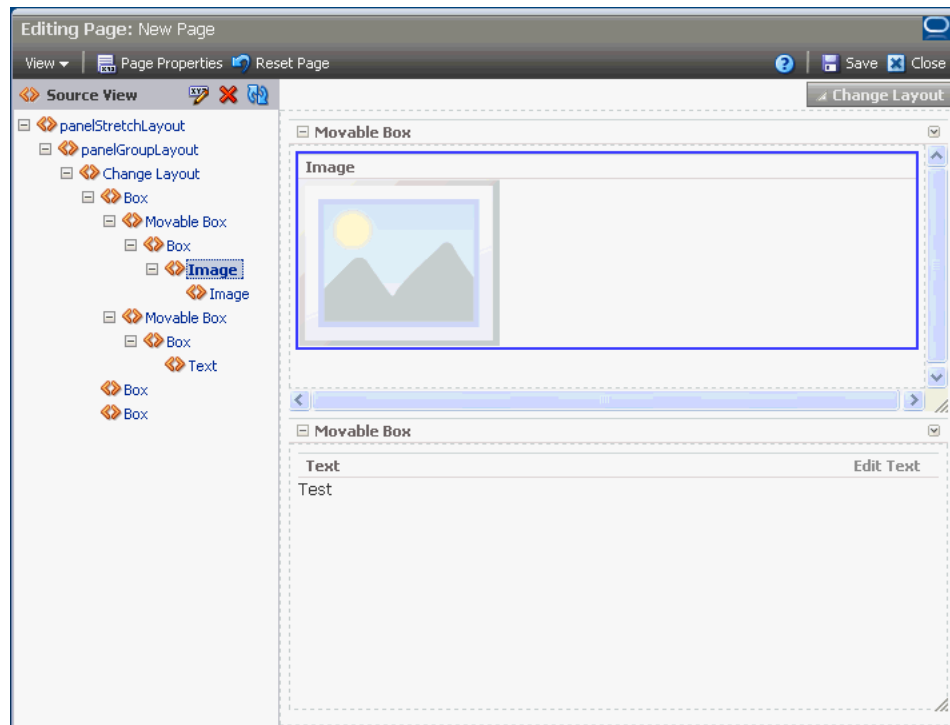 Editing Page: New Page
View Page Properties Reset Page Save Close
Source View
Change Layout
panelStretchLayout
panelGroupLayout
Change Layout
Box
Movable Box
Box
Image
Image
Movable Box
Box
Text
Box
Box
Movable Box
Image
Movable Box
Text Edit Text
Test